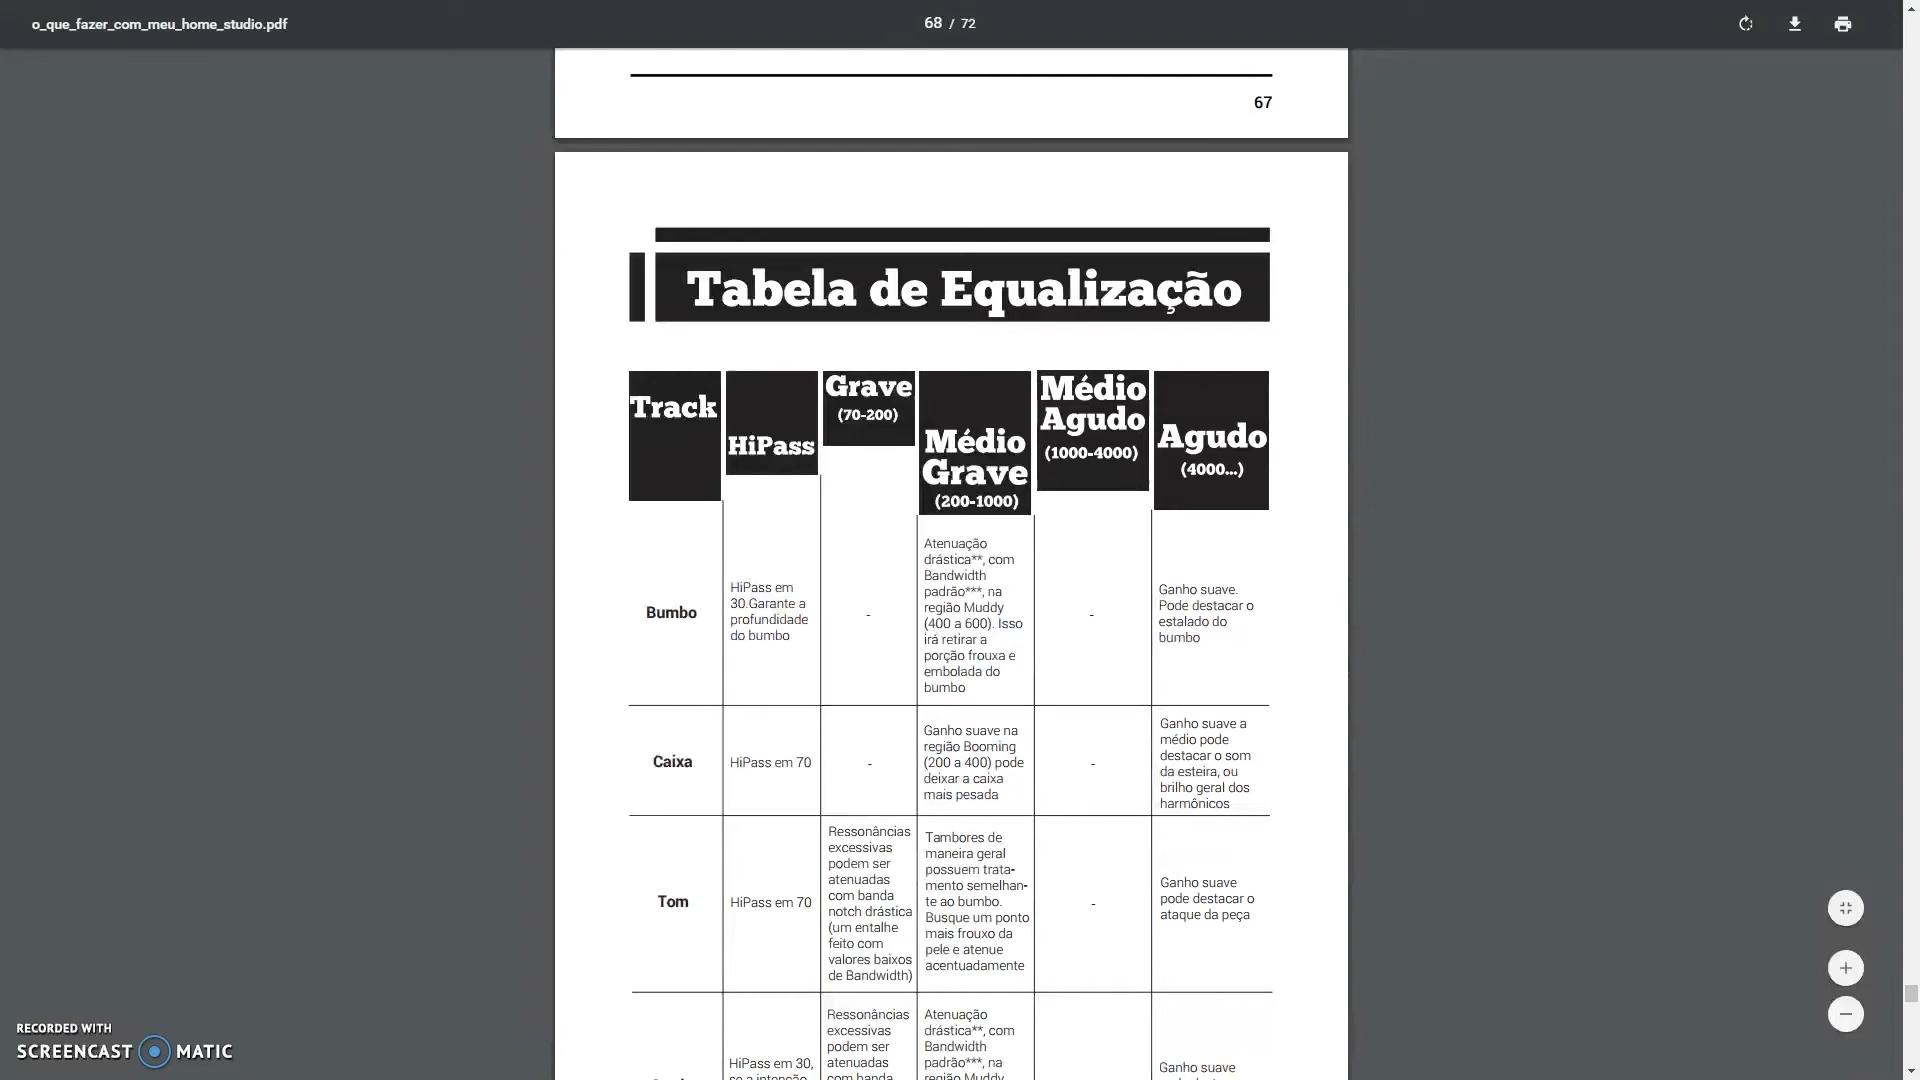 o_que_fazer_com_meu_home_studio.pdf
68 / 72
67
Tabela de Equalização
Track
HiPass
Grave
(70-200)
Médio
Grave
(200-1000)
Médio
Agudo
(1000-4000)
Agudo
(4000...)
Bumbo
HiPass em
30.Garante a
profundidade
do bumbo
-
Atenuação
drástica**, com
Bandwidth
padrão***, na
região Muddy
(400 a 600). Isso
irá retirar a
porção frouxa e
embolada do
bumbo
-
Ganho suave.
Pode destacar o
estalado do
bumbo
Caixa
HiPass em 70
-
Ganho suave na
região Booming
(200 a 400) pode
deixar a caixa
mais pesada
-
Ganho suave a
médio pode
destacar o som
da esteira, ou
brilho geral dos
harmônicos
Tom
HiPass em 70
Ressonâncias
excessivas
podem ser
atenuadas
com banda
notch drástica
(um entalhe
feito com
valores baixos
de Bandwidth)
Tambores de
maneira geral
possuem trata-
mento semelhan-
te ao bumbo.
Busque um ponto
mais frouxo da
pele e atenue
acentuadamente
-
Ganho suave
pode destacar o
ataque da peça
HiPass em 30,
se a intenção
Ressonâncias
excessivas
podem ser
atenuadas
com banda
Atenuação
drástica**, com
Bandwidth
padrão***, na
região Muddy
Ganho suave
RECORDED WITH
SCREENCAST MATIC